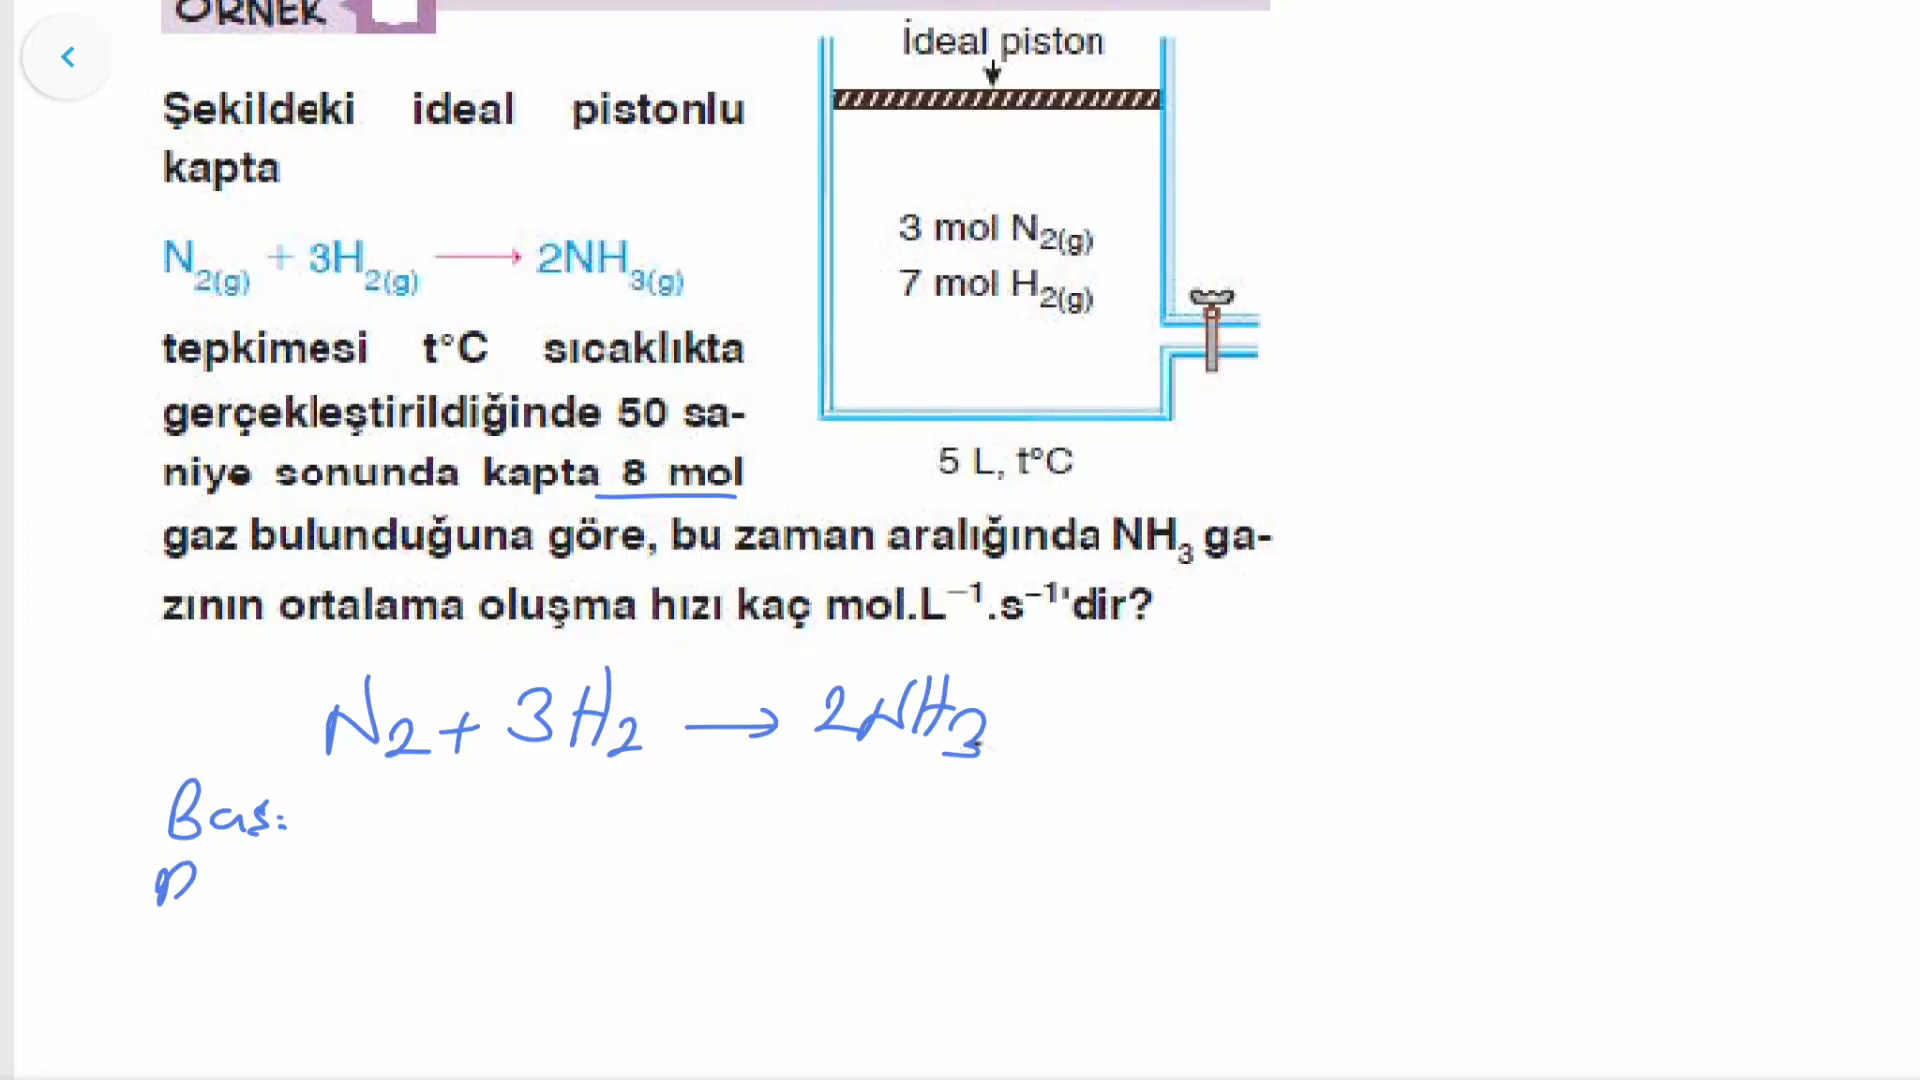 ÖRNEK
Şekildeki ideal pistonlu
kapta
N2(g) + 3H2(g) ⟶ 2NH3(g)
tepkimesi t°C sıcaklıkta
gerçekleştirildiğinde 50 sa-
niye sonunda kapta 8 mol
gaz bulunduğuna göre, bu zaman aralığında NH3 ga-
zının ortalama oluşma hızı kaç mol.L⁻¹.s⁻¹'dir?
İdeal piston
3 mol N2(g)
7 mol H2(g)
5 L, t°C
N2 + 3H2 → 2NH3
Baş: